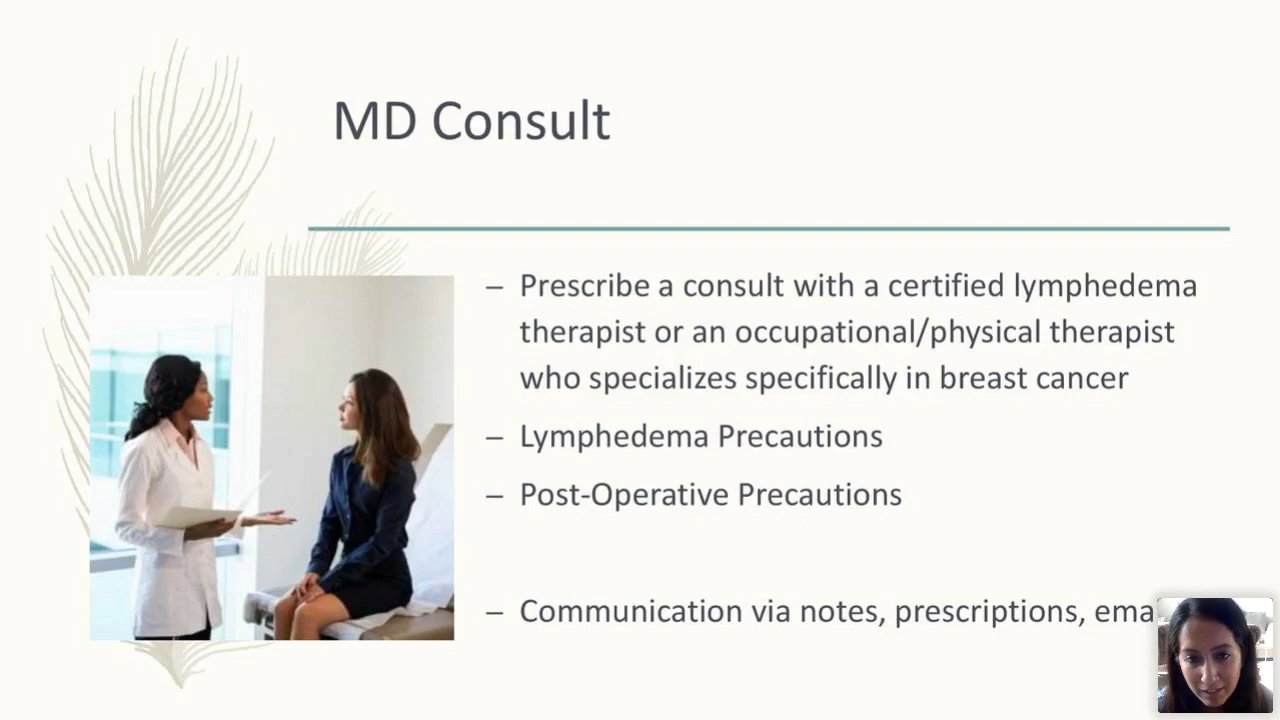 MD Consult
– Prescribe a consult with a certified lymphedema
therapist or an occupational/physical therapist
who specializes specifically in breast cancer
– Lymphedema Precautions
– Post-Operative Precautions
– Communication via notes, prescriptions,